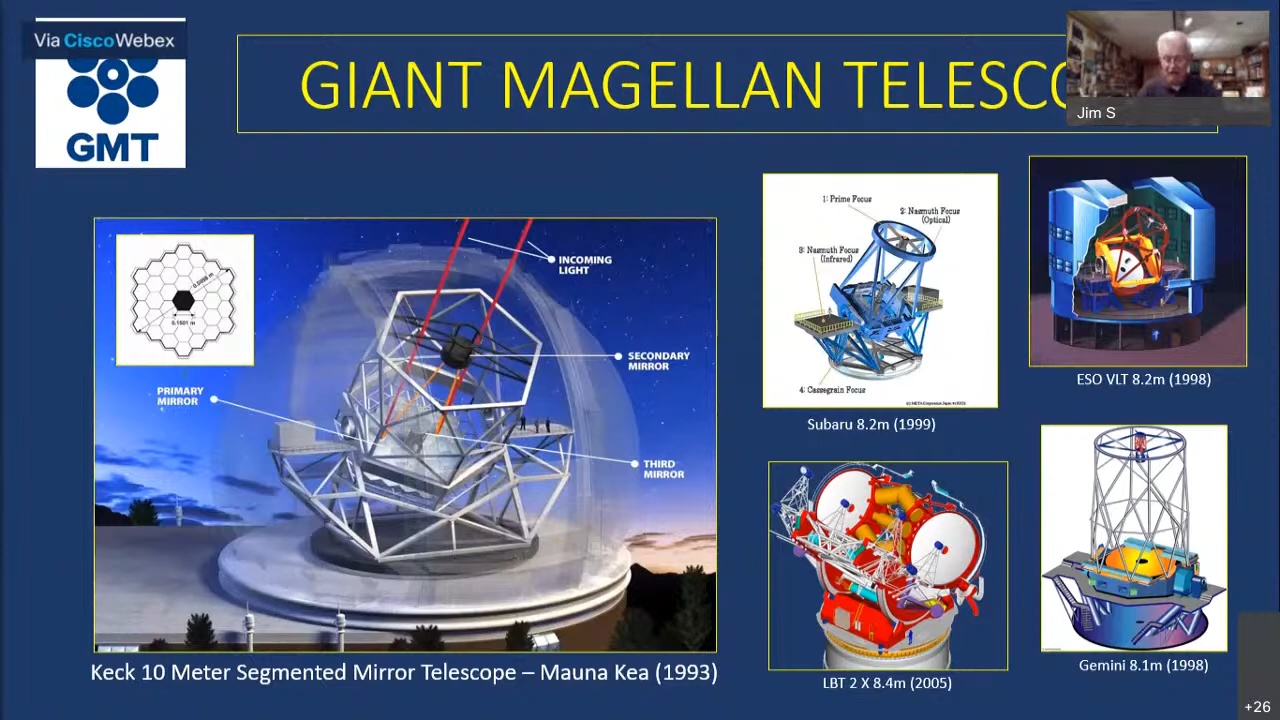 Via CiscoWebex
GMT
GIANT MAGELLAN TELESCO
Jim S
INCOMING
LIGHT
SECONDARY
MIRROR
PRIMARY
MIRROR
THIRD
MIRROR
Keck 10 Meter Segmented Mirror Telescope – Mauna Kea (1993)
1: Prime Focus
2: Nasmuth Focus
(Optical)
3: Nasmuth Focus
(Infrared)
4: Cassegrain Focus
Subaru 8.2m (1999)
ESO VLT 8.2m (1998)
LBT 2 X 8.4m (2005)
Gemini 8.1m (1998)
+26